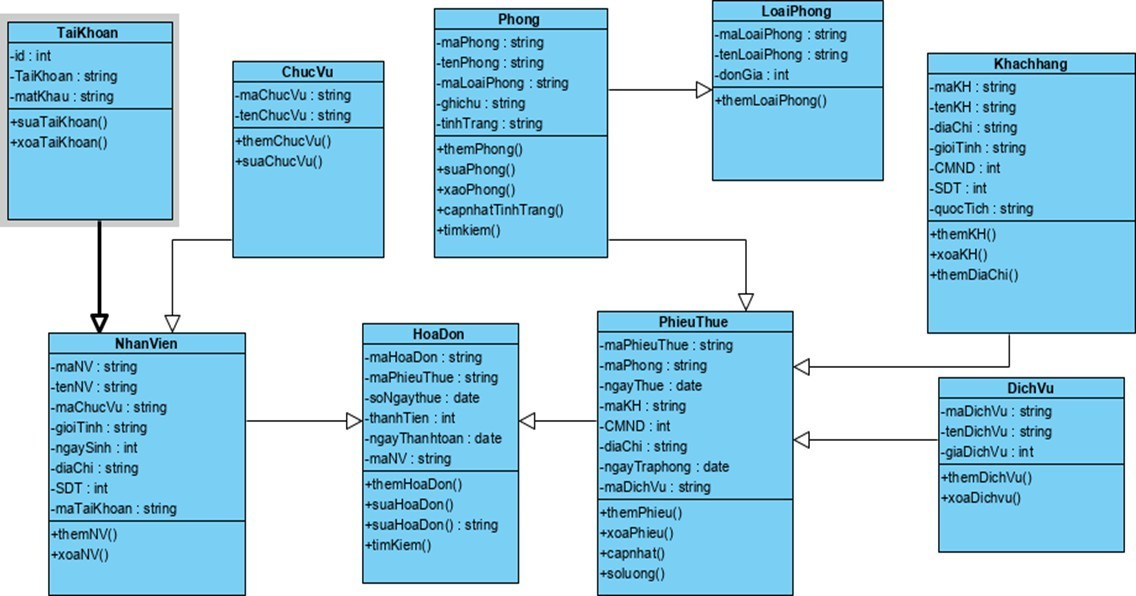 TaiKhoan
-id : int
-TaiKhoan : string
-matKhau : string
+suaTaiKhoan()
+xoaTaiKhoan()
ChucVu
-maChucVu : string
-tenChucVu : string
+themChucVu()
+suaChucVu()
Phong
-maPhong : string
-tenPhong : string
-maLoaiPhong : string
-ghichu : string
-tinhTrang : string
+themPhong()
+suaPhong()
+xaoPhong()
+capnhatTinhTrang()
+timkiem()
LoaiPhong
-maLoaiPhong : string
-tenLoaiPhong : string
-donGia : int
+themLoaiPhong()
Khachhang
-maKH : string
-tenKH : string
-diaChi : string
-gioiTinh : string
-CMND : int
-SDT : int
-quocTich : string
+themKH()
+xoaKH()
+themDiaChi()
NhanVien
-maNV : string
-tenNV : string
-maChucVu : string
-gioiTinh : string
-ngaySinh : int
-diaChi : string
-SDT : int
-maTaiKhoan : string
+themNV()
+xoaNV()
HoaDon
-maHoaDon : string
-maPhieuThue : string
-soNgaythue : date
-thanhTien : int
-ngayThanhtoan : date
-maNV : string
+themHoaDon()
+suaHoaDon()
+suaHoaDon() : string
+timKiem()
PhieuThue
-maPhieuThue : string
-maPhong : string
-ngayThue : date
-maKH : string
-CMND : int
-diaChi : string
-ngayTraphong : date
-maDichVu : string
+themPhieu()
+xoaPhieu()
+capnhat()
+soluong()
DichVu
-maDichVu : string
-tenDichVu : string
-giaDichVu : int
+themDichVu()
+xoaDichvu()